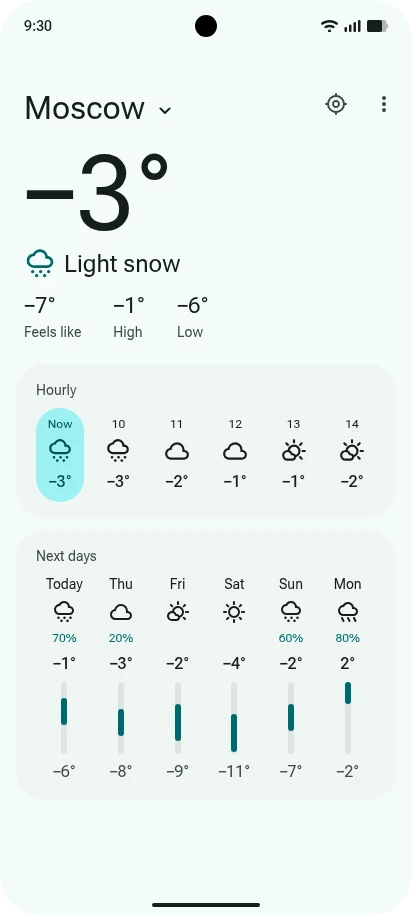 9:30
Moscow
−3°
Light snow
−7° −1° −6°
Feels like High Low
Hourly
Now 10 11 12 13 14
−3° −3° −2° −1° −1° −2°
Next days
Today Thu Fri Sat Sun Mon
70% 20% 60% 80%
−1° −3° −2° −4° −2° 2°
−6° −8° −9° −11° −7° −2°